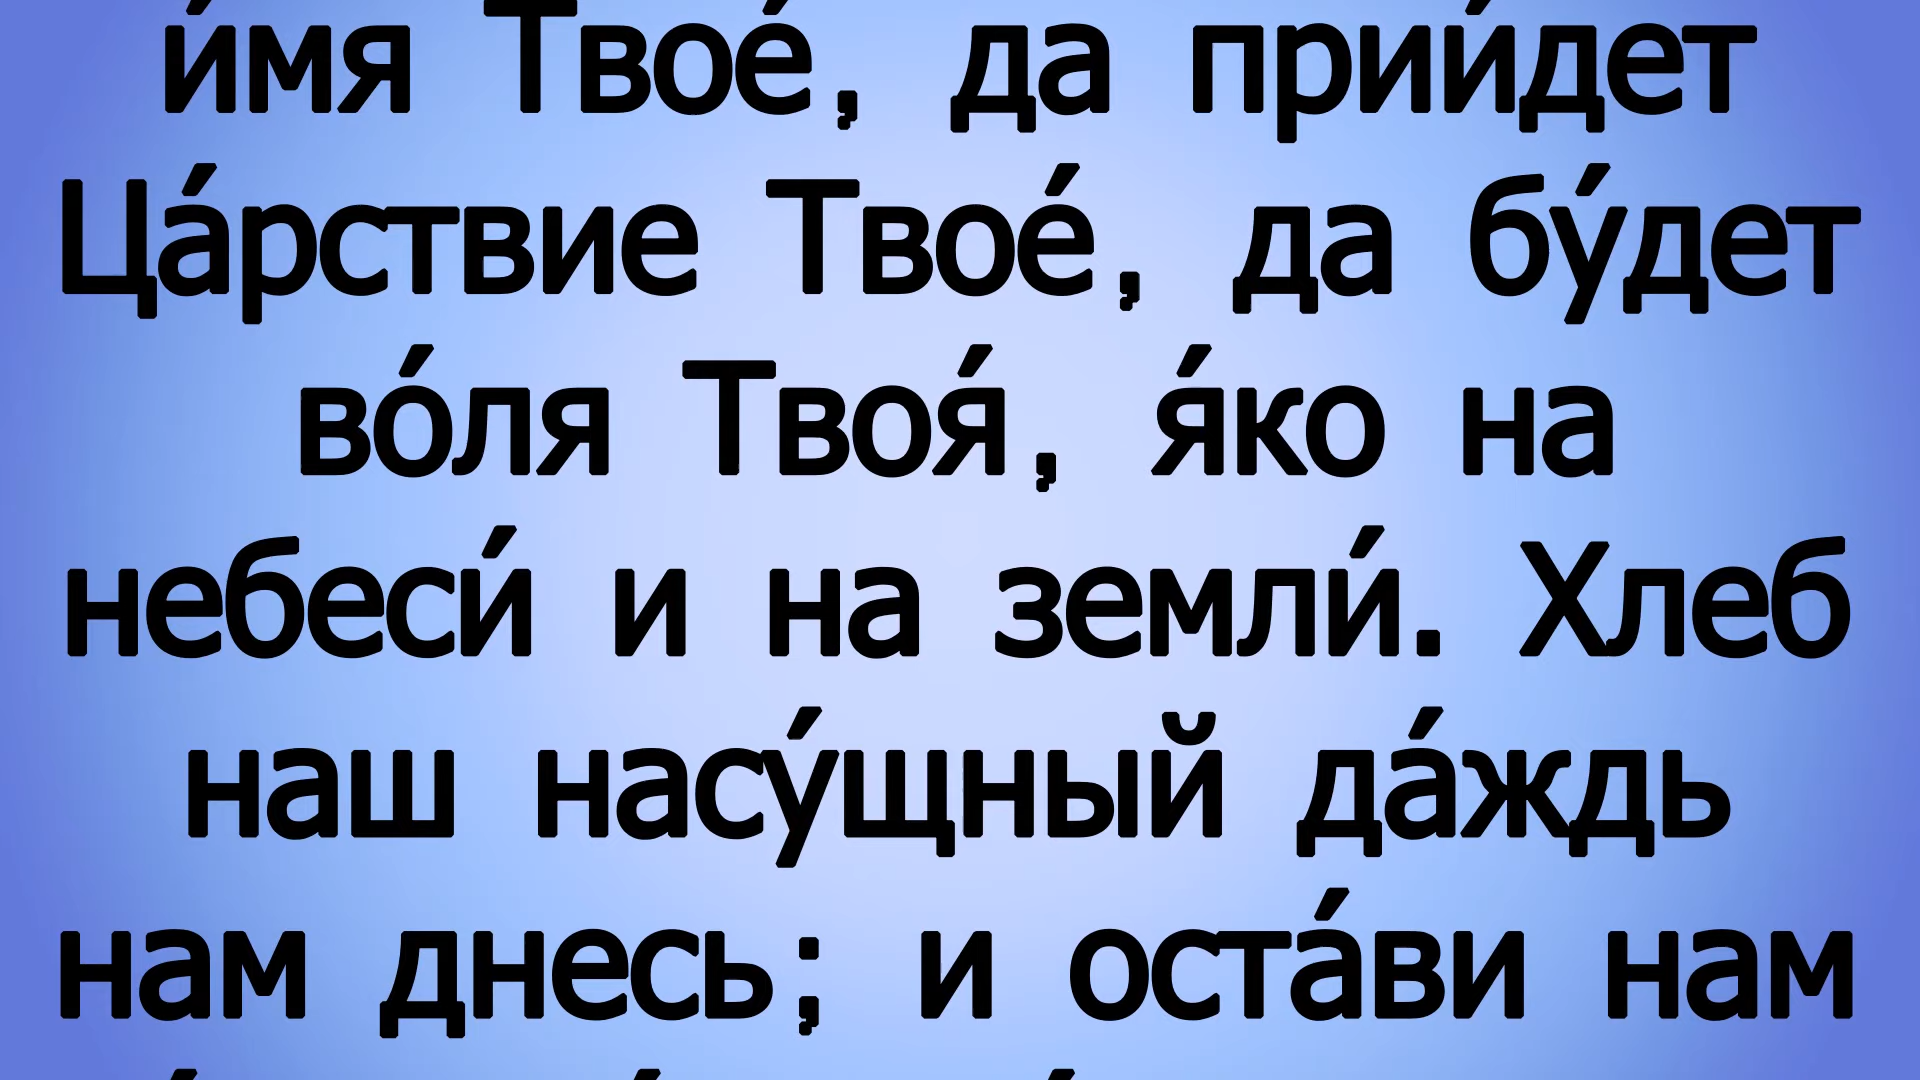 и́мя Твое́, да прии́дет
Ца́рствие Твое́, да бу́дет
во́ля Твоя́, я́ко на
небеси́ и на земли́. Хлеб
наш насу́щный да́ждь
нам днесь; и оста́ви нам